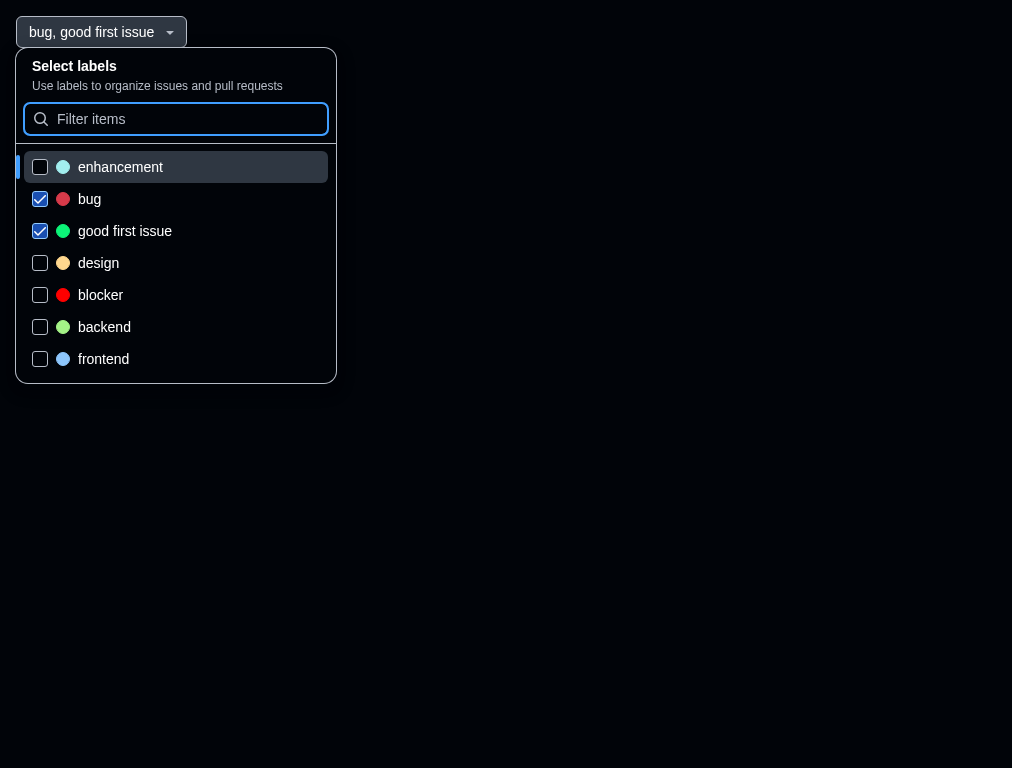 bug, good first issue
Select labels
Use labels to organize issues and pull requests
Filter items
enhancement
bug
good first issue
design
blocker
backend
frontend